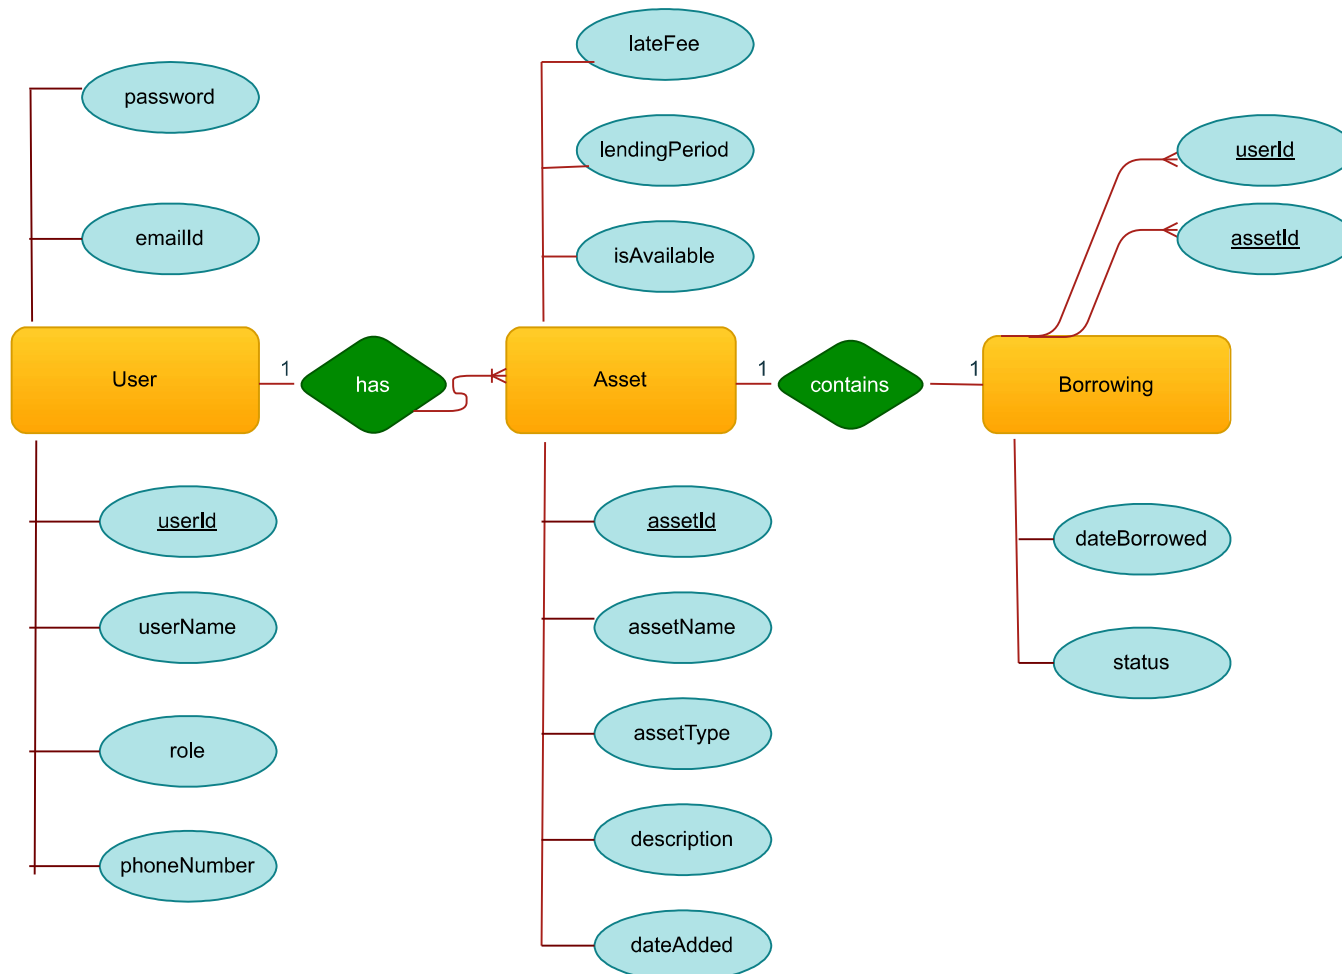 lateFee
password
lendingPeriod
userId
emailId
isAvailable
assetId
User
1
has
Asset
1
contains
1
Borrowing
userId
assetId
dateBorrowed
userName
assetName
status
role
assetType
phoneNumber
description
dateAdded